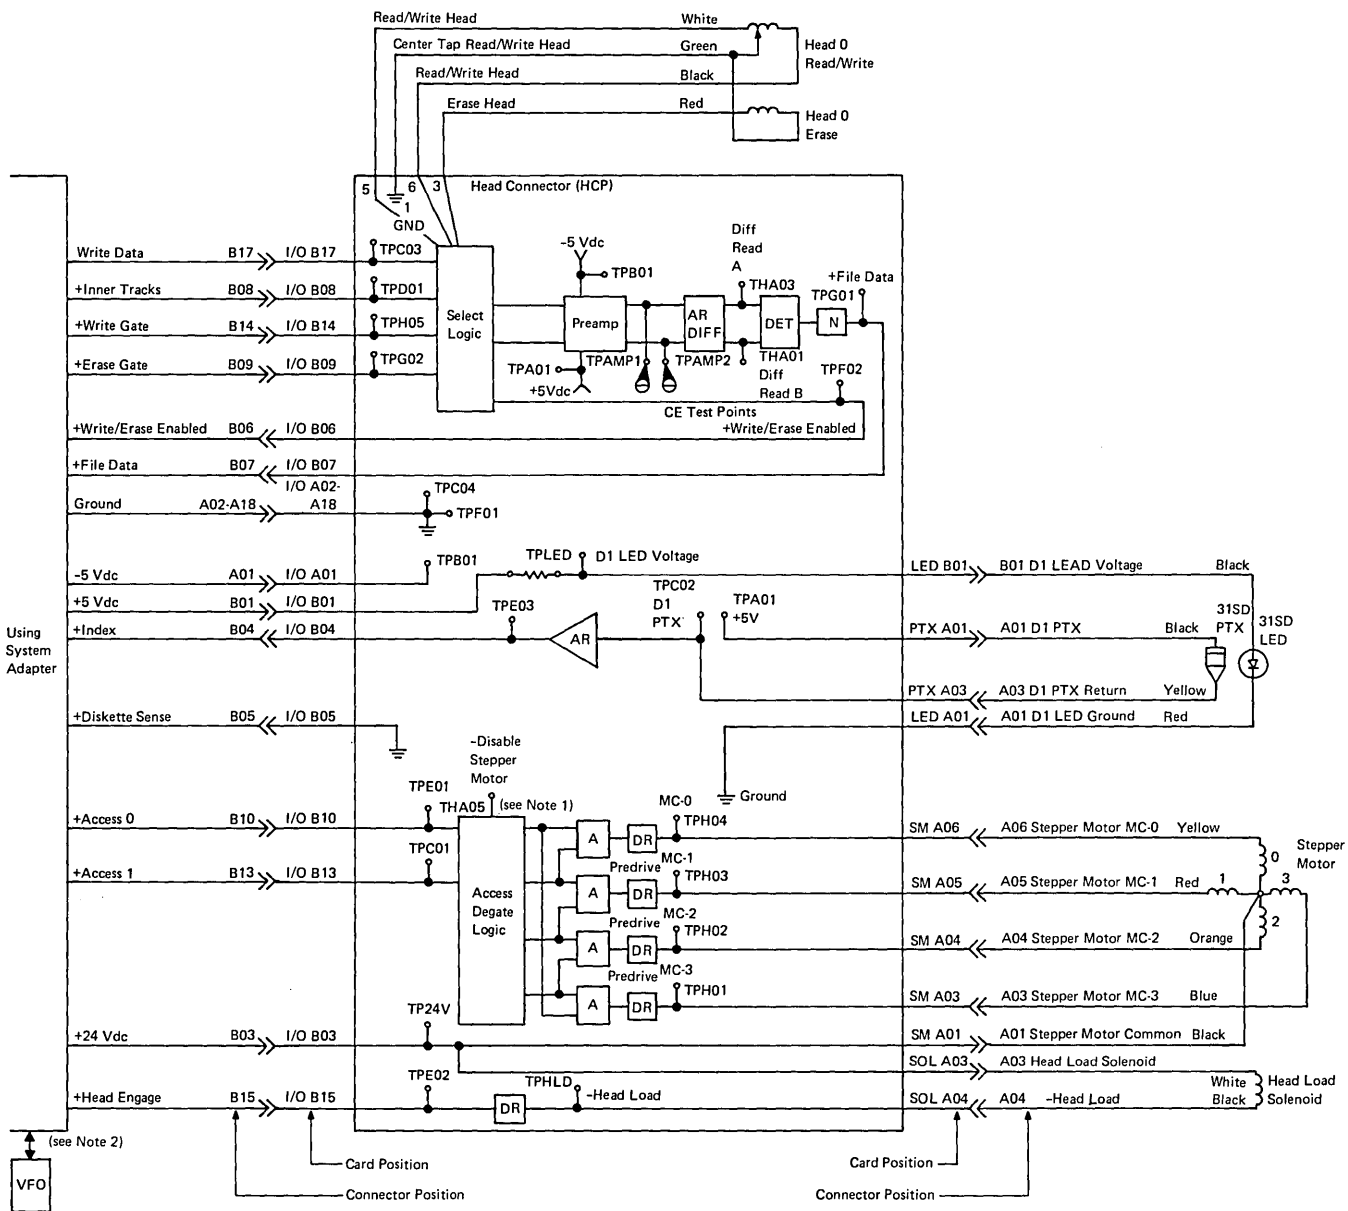 Read/Write Head White
Center Tap Read/Write Head Green
Head 0
Read/Write
Read/Write Head Black
Erase Head Red
Head 0
Erase
5 6 3 Head Connector (HCP)
1
GND
Write Data B17 I/O B17 TPC03
+Inner Tracks B08 I/O B08 TPD01
+Write Gate B14 I/O B14 TPH05
+Erase Gate B09 I/O B09 TPG02
Select
Logic
-5 Vdc
TPB01
Preamp
TPA01
+5Vdc
TPAMP1
AR
DIFF
TPAMP2
Diff
Read
A
THA03
DET
THA01
Diff
Read B
+File Data
TPG01
N
TPF02
CE Test Points
+Write/Erase Enabled
+Write/Erase Enabled B06 I/O B06
+File Data B07 I/O B07
I/O A02-
Ground A02-A18 A18
TPC04
TPF01
-5 Vdc A01 I/O A01
TPB01
TPLED D1 LED Voltage
LED B01 B01 D1 LEAD Voltage Black
+5 Vdc B01 I/O B01
+Index B04 I/O B04
TPE03
AR
TPC02
D1
PTX
TPA01
+5V
PTX A01 A01 D1 PTX Black
31SD
PTX
31SD
LED
PTX A03 A03 D1 PTX Return Yellow
LED A01 A01 D1 LED Ground Red
Using
System
Adapter
+Diskette Sense B05 I/O B05
Ground
-Disable
Stepper
Motor
TPE01
THA05 (see Note 1)
+Access 0 B10 I/O B10
TPC01
+Access 1 B13 I/O B13
Access
Degate
Logic
A DR MC-0
TPH04
SM A06 A06 Stepper Motor MC-0 Yellow
Predrive MC-1
A DR TPH03
SM A05 A05 Stepper Motor MC-1 Red
Predrive MC-2
A DR TPH02
SM A04 A04 Stepper Motor MC-2 Orange
Predrive MC-3
A DR TPH01
SM A03 A03 Stepper Motor MC-3 Blue
0
1 3
2
Stepper
Motor
TP24V
+24 Vdc B03 I/O B03
SM A01 A01 Stepper Motor Common Black
SOL A03 A03 Head Load Solenoid
White
Black
Head Load
Solenoid
TPE02
+Head Engage B15 I/O B15
DR
TPHLD
-Head Load
SOL A04 A04 -Head Load
(see Note 2)
VFO
Card Position
Connector Position
Card Position
Connector Position